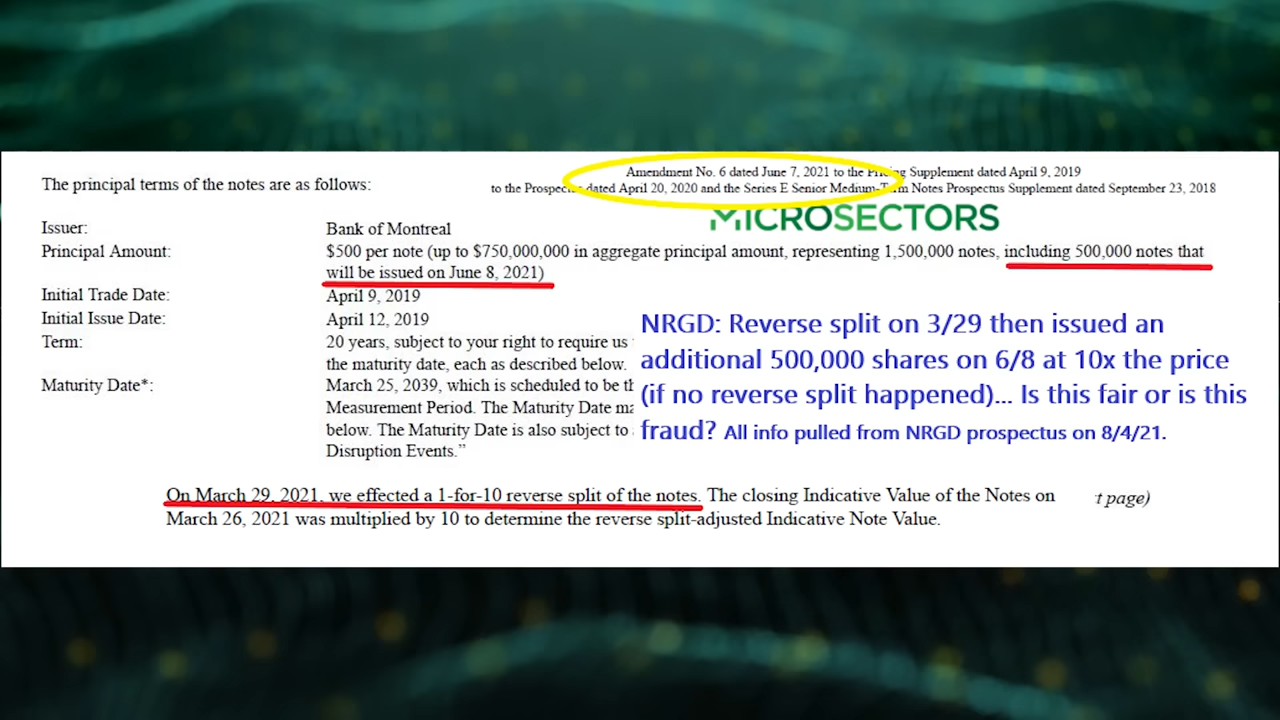 Amendment No. 6 dated June 7, 2021 to the Pricing Supplement dated April 9, 2019
The principal terms of the notes are as follows:
to the Prospectus dated April 20, 2020 and the Series E Senior Medium-Term Notes Prospectus Supplement dated September 23, 2018
MICROSECTORS
Issuer: Bank of Montreal
Principal Amount: $500 per note (up to $750,000,000 in aggregate principal amount, representing 1,500,000 notes, including 500,000 notes that
will be issued on June 8, 2021)
Initial Trade Date: April 9, 2019
Initial Issue Date: April 12, 2019
Term: 20 years, subject to your right to require us
the maturity date, each as described below.
Maturity Date*: March 25, 2039, which is scheduled to be th
Measurement Period. The Maturity Date ma
below. The Maturity Date is also subject to
Disruption Events.”
NRGD: Reverse split on 3/29 then issued an
additional 500,000 shares on 6/8 at 10x the price
(if no reverse split happened)... Is this fair or is this
fraud? All info pulled from NRGD prospectus on 8/4/21.
On March 29, 2021, we effected a 1-for-10 reverse split of the notes. The closing Indicative Value of the Notes on
March 26, 2021 was multiplied by 10 to determine the reverse split-adjusted Indicative Note Value.
t page)